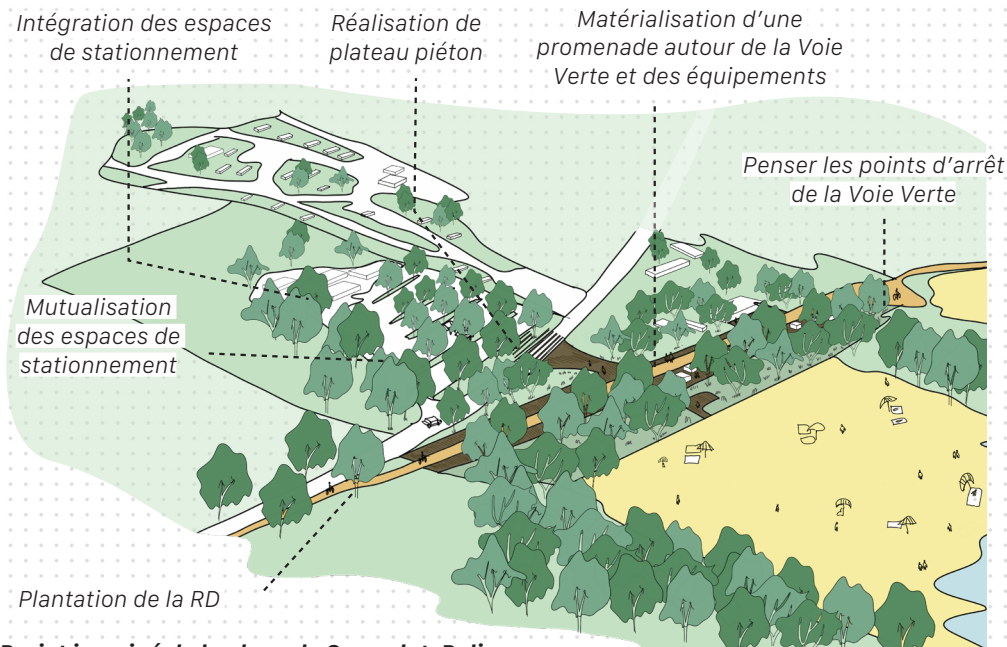 Intégration des espaces
de stationnement
Réalisation de
plateau piéton
Matérialisation d'une
promenade autour de la Voie
Verte et des équipements
Penser les points d'arrêt
de la Voie Verte
Mutualisation
des espaces de
stationnement
Plantation de la RD